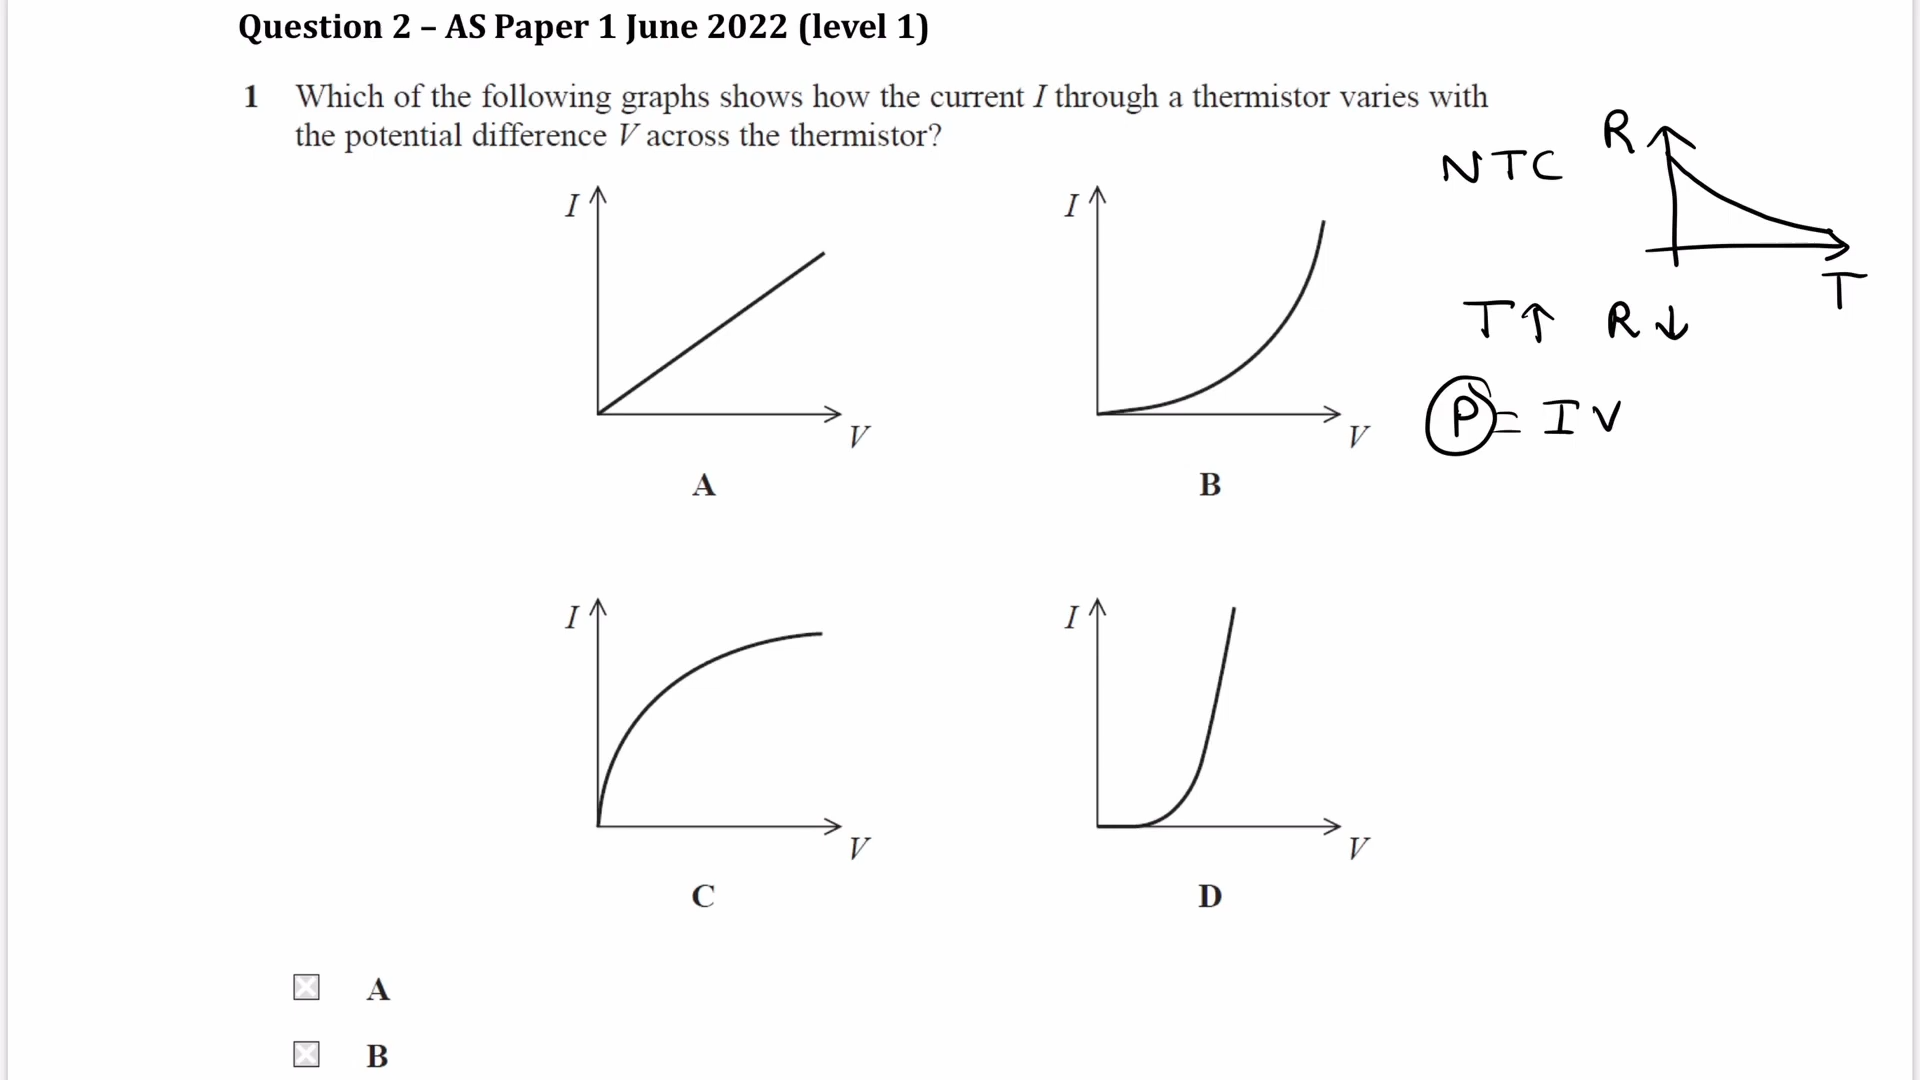 Question 2 – AS Paper 1 June 2022 (level 1)
1 Which of the following graphs shows how the current I through a thermistor varies with
the potential difference V across the thermistor?
NTC
R
T
T↑ R↓
P = IV
I
V
A
I
V
B
I
V
C
I
V
D
A
B